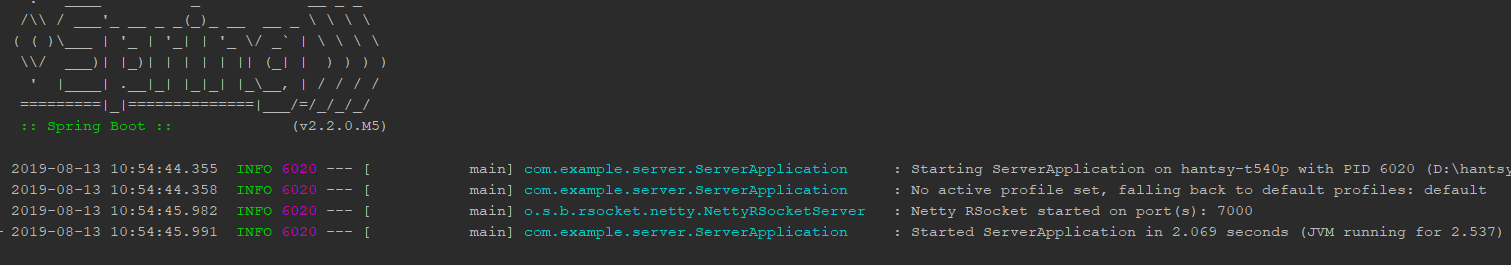 .   ____          _            __ _ _
 /\\ / ___'_ __ _ _(_)_ __  __ _ \ \ \ \
( ( )\___ | '_ | '_| | '_ \/ _` | \ \ \ \
 \\/  ___)| |_)| | | | | || (_| |  ) ) ) )
  '  |____| .__|_| |_|_| |_\__, | / / / /
 =========|_|==============|___/=/_/_/_/
 :: Spring Boot ::             (v2.2.0.M5)
2019-08-13 10:54:44.355  INFO 6020 --- [           main] com.example.server.ServerApplication     : Starting ServerApplication on hantsy-t540p with PID 6020 (D:\hantsy
2019-08-13 10:54:44.358  INFO 6020 --- [           main] com.example.server.ServerApplication     : No active profile set, falling back to default profiles: default
2019-08-13 10:54:45.982  INFO 6020 --- [           main] o.s.b.rsocket.netty.NettyRSocketServer   : Netty RSocket started on port(s): 7000
2019-08-13 10:54:45.991  INFO 6020 --- [           main] com.example.server.ServerApplication     : Started ServerApplication in 2.069 seconds (JVM running for 2.537)